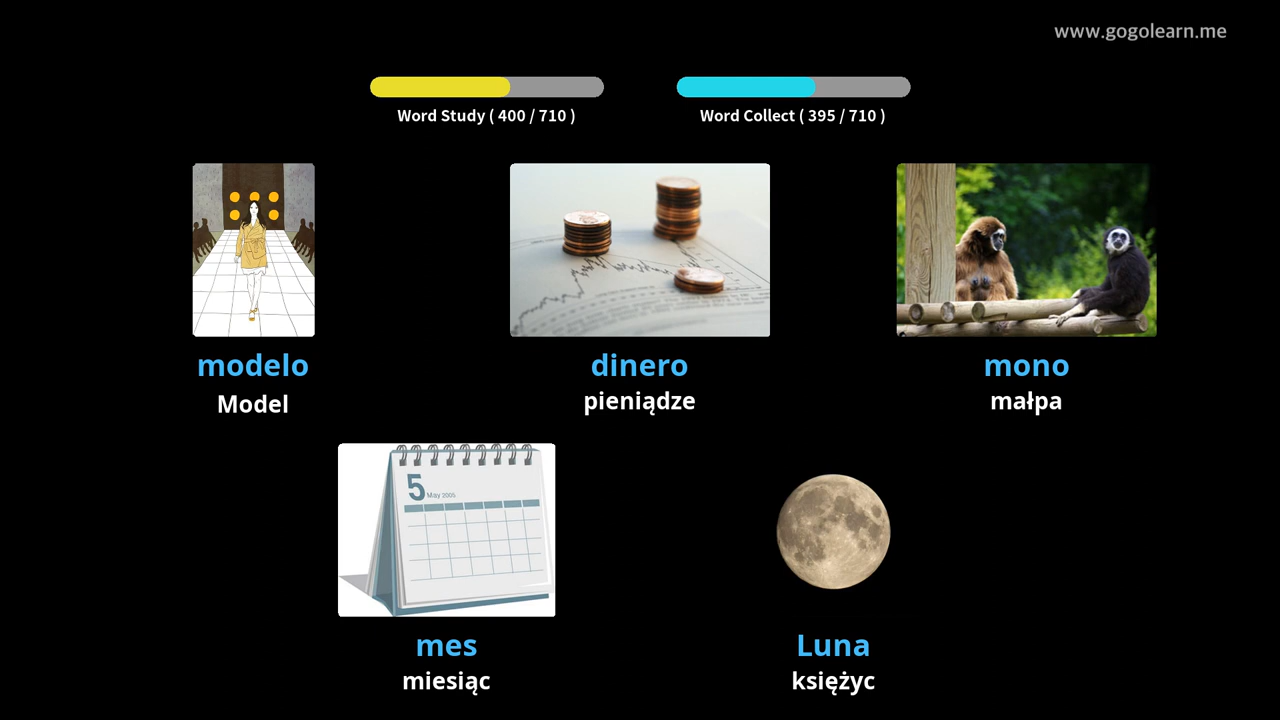 www.gogolearn.me
Word Study ( 400 / 710 )
Word Collect ( 395 / 710 )
modelo
Model
dinero
pieniądze
mono
małpa
5 May 2005
mes
miesiąc
Luna
księżyc